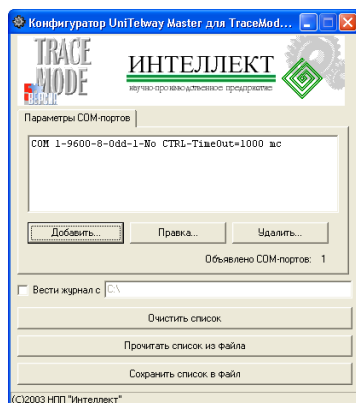 Конфигуратор UniTelway Master для TraceMod...
TRACE
MODE
ИНТЕЛЛЕКТ
научно-производственное предприятие
Параметры COM-портов
COM 1-9600-8-Odd-1-No CTRL-TimeOut=1000 мс
Добавить...
Правка...
Удалить...
Объявлено COM-портов: 1
Вести журнал с C:\
Очистить список
Прочитать список из файла
Сохранить список в файл
(C)2003 НПП "Интеллект"